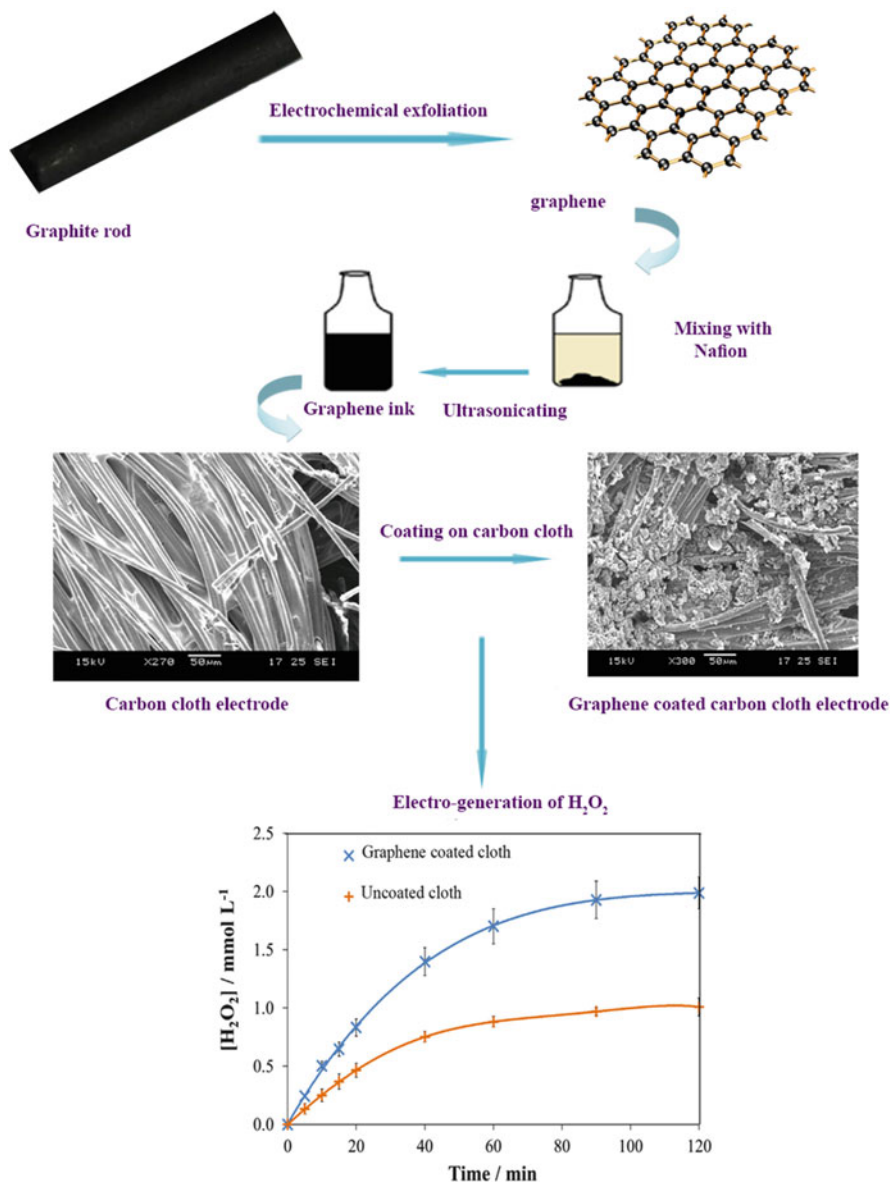 Electrochemical exfoliation
Graphite rod
graphene
Mixing with
Nafion
Graphene ink
Ultrasonicating
15kV X270 50µm 17 25 SEI
Coating on carbon cloth
15kV X300 50µm 17 25 SEI
Carbon cloth electrode
Graphene coated carbon cloth electrode
Electro-generation of H₂O₂
[H₂O₂] / mmol L⁻¹
2.5
2.0
1.5
1.0
0.5
0.0
Graphene coated cloth
Uncoated cloth
0 20 40 60 80 100 120
Time / min